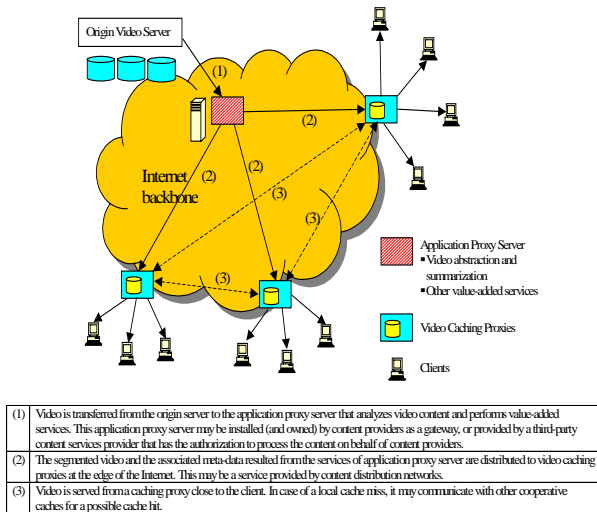 Origin Video Server
(1)
(2)
Internet
backbone
(2)
(2)
(3)
(3)
(3)
Application Proxy Server
▪ Video abstraction and
summarization
▪ Other value-added services
Video Caching Proxies
Clients
(1) Video is transferred from the origin server to the application proxy server that analyzes video content and performs value-added
services. This application proxy server may be installed (and owned) by content providers as a gateway, or provided by a third-party
content services provider that has the authorization to process the content on behalf of content providers.
(2) The segmented video and the associated meta-data resulted from the services of application proxy server are distributed to video caching
proxies at the edge of the Internet. This may be a service provided by content distribution networks.
(3) Video is served from a caching proxy close to the client. In case of a local cache miss, it may communicate with other cooperative
caches for a possible cache hit.